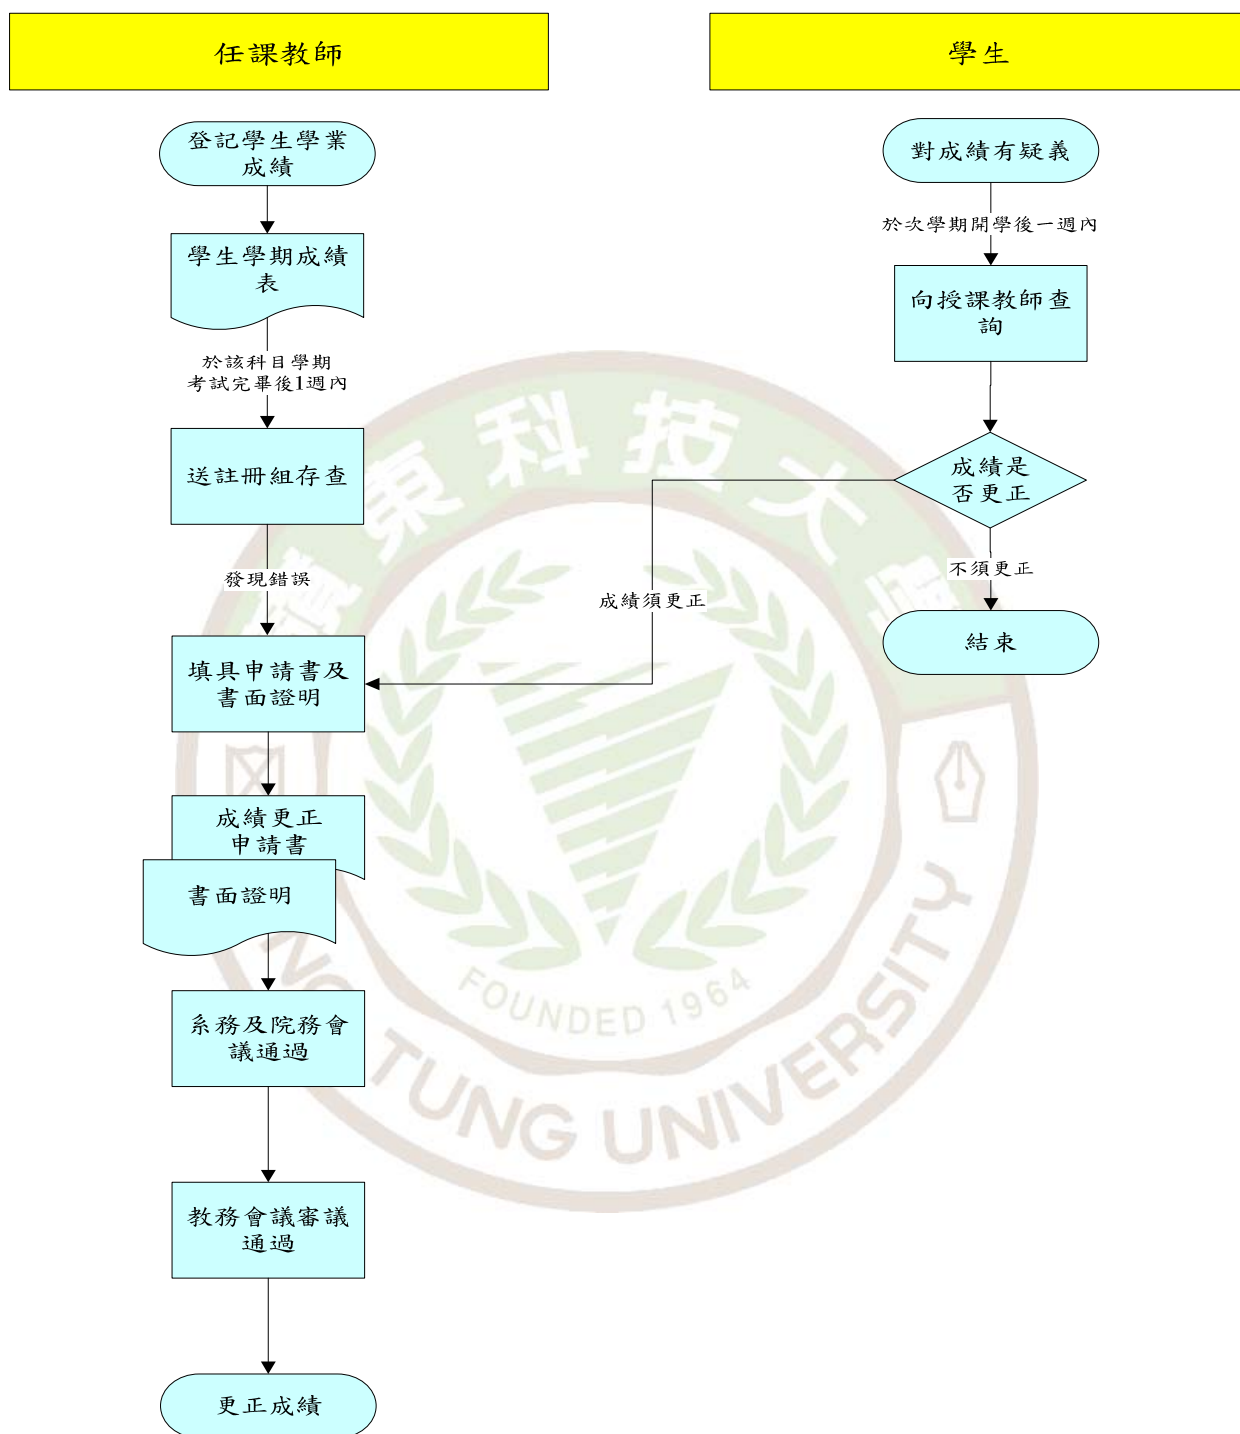 任課教師
學生
登記學生學業
成績
學生學期成績
表
於該科目學期
考試完畢後1週內
送註冊組存查
發現錯誤
填具申請書及
書面證明
成績更正
申請書
書面證明
系務及院務會
議通過
教務會議審議
通過
更正成績
對成績有疑義
於次學期開學後一週內
向授課教師查
詢
成績是
否更正
成績須更正
不須更正
結束
東科技大
FOUNDED 1964
TUNG UNIVERSITY